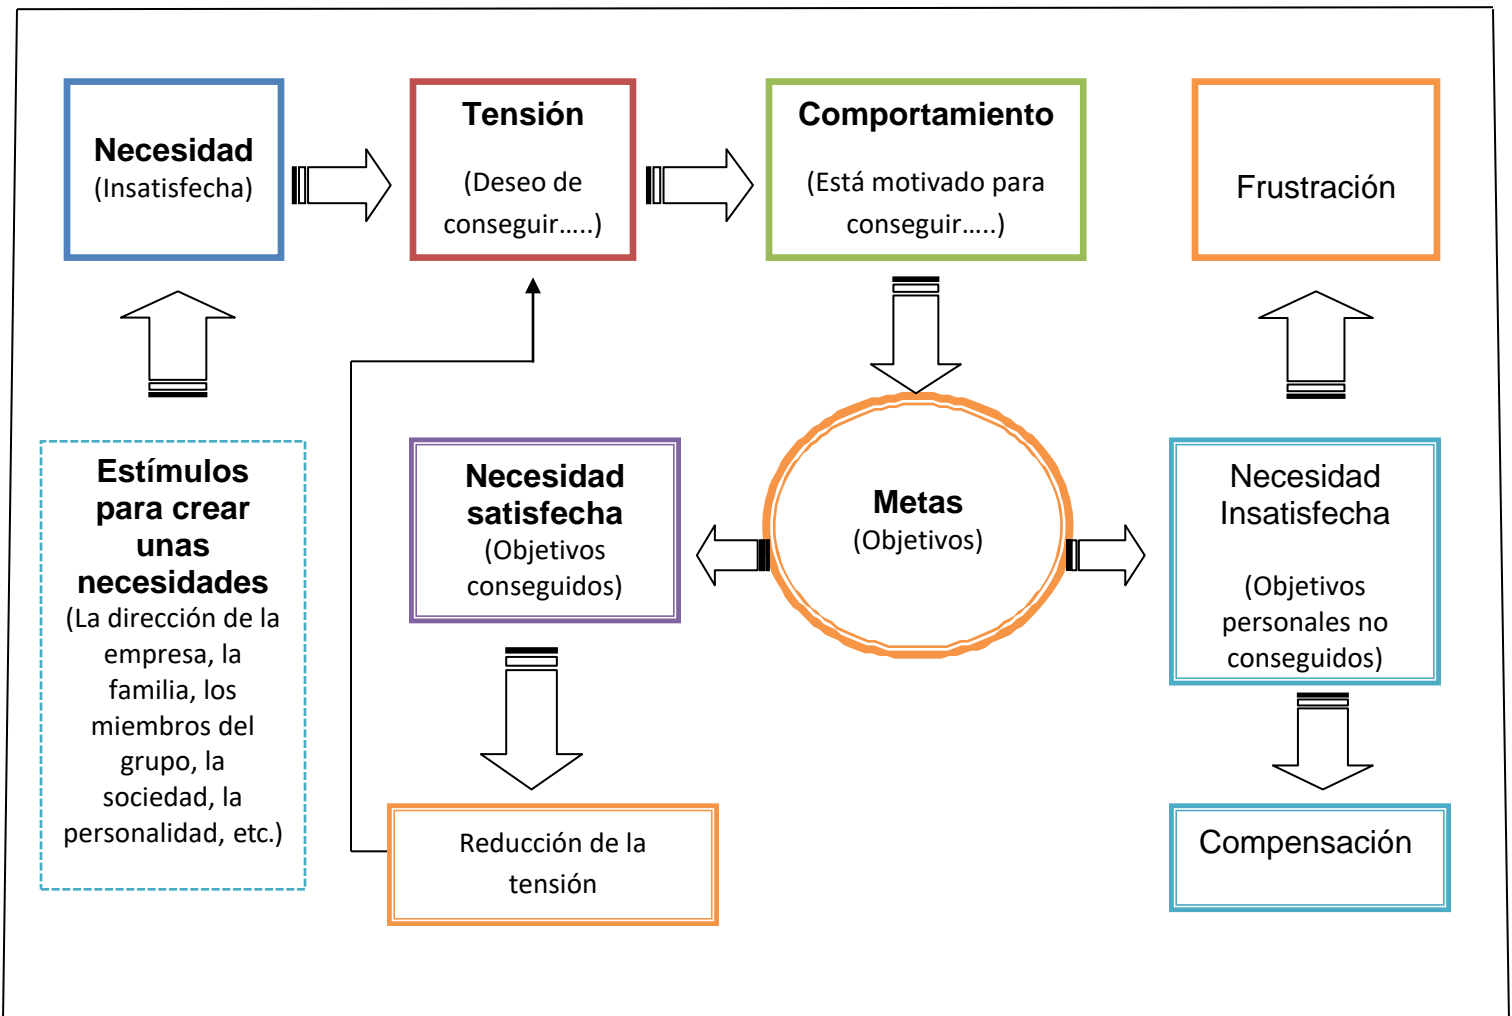 Necesidad
(Insatisfecha)
Tensión
(Deseo de
conseguir…..)
Comportamiento
(Está motivado para
conseguir…..)
Frustración
Estímulos
para crear
unas
necesidades
(La dirección de la
empresa, la
familia, los
miembros del
grupo, la
sociedad, la
personalidad, etc.)
Necesidad
satisfecha
(Objetivos
conseguidos)
Metas
(Objetivos)
Necesidad
Insatisfecha
(Objetivos
personales no
conseguidos)
Reducción de la
tensión
Compensación